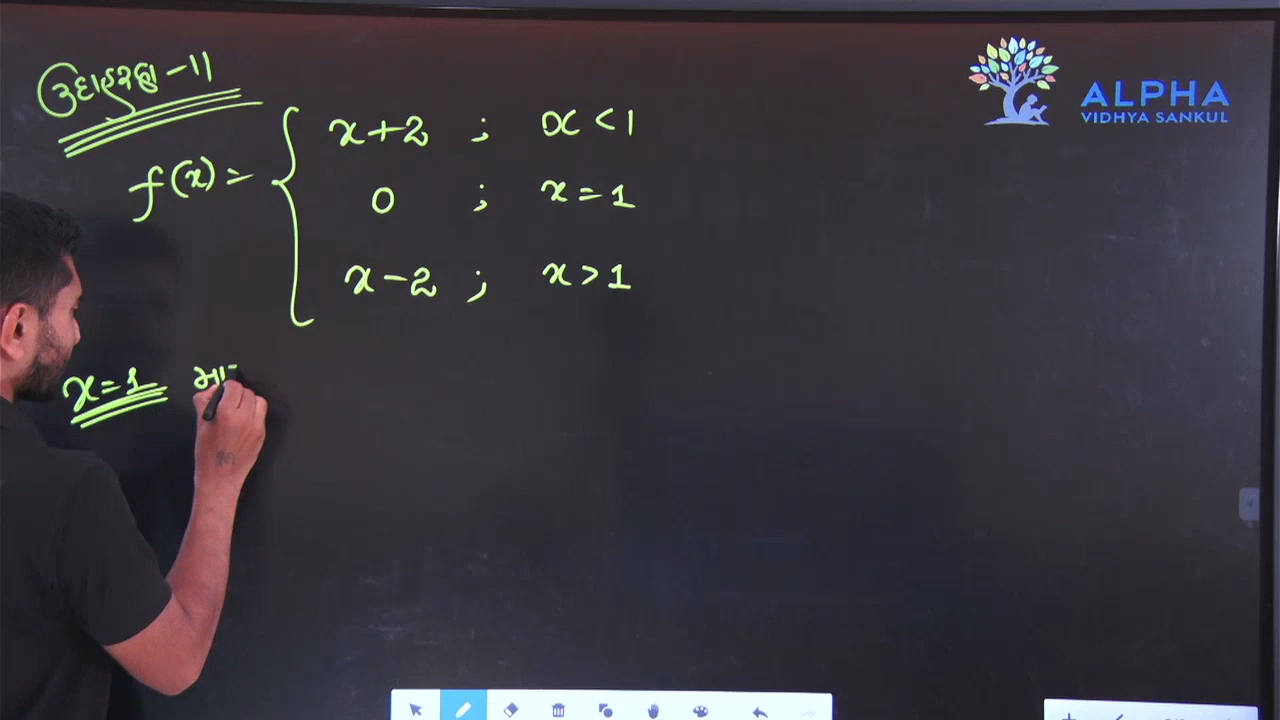 ઉદાહરણ - 11
f(x) = { x+2 ; x < 1
0 ; x = 1
x-2 ; x > 1
x = 1 મા
ALPHA
VIDHYA SANKUL